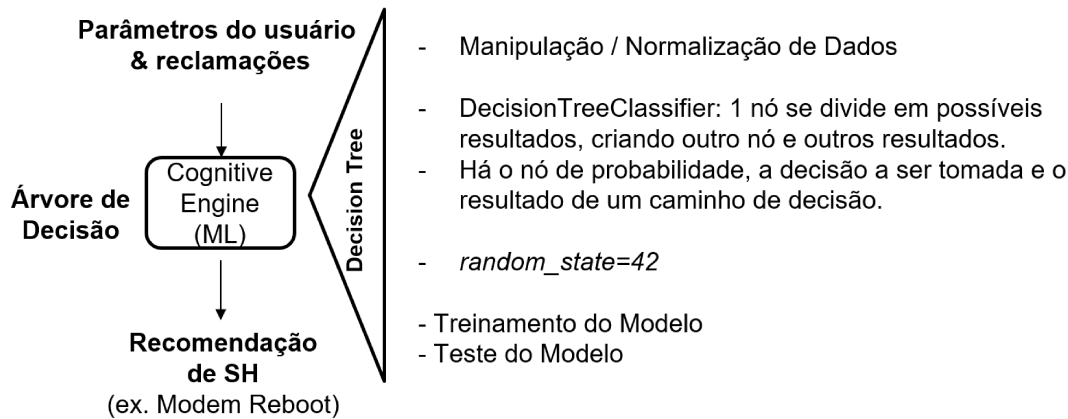 Parâmetros do usuário
& reclamações
Árvore de
Decisão
Cognitive
Engine
(ML)
Recomendação
de SH
(ex. Modem Reboot)
Decision Tree
- Manipulação / Normalização de Dados
- DecisionTreeClassifier: 1 nó se divide em possíveis
resultados, criando outro nó e outros resultados.
- Há o nó de probabilidade, a decisão a ser tomada e o
resultado de um caminho de decisão.
- random_state=42
- Treinamento do Modelo
- Teste do Modelo